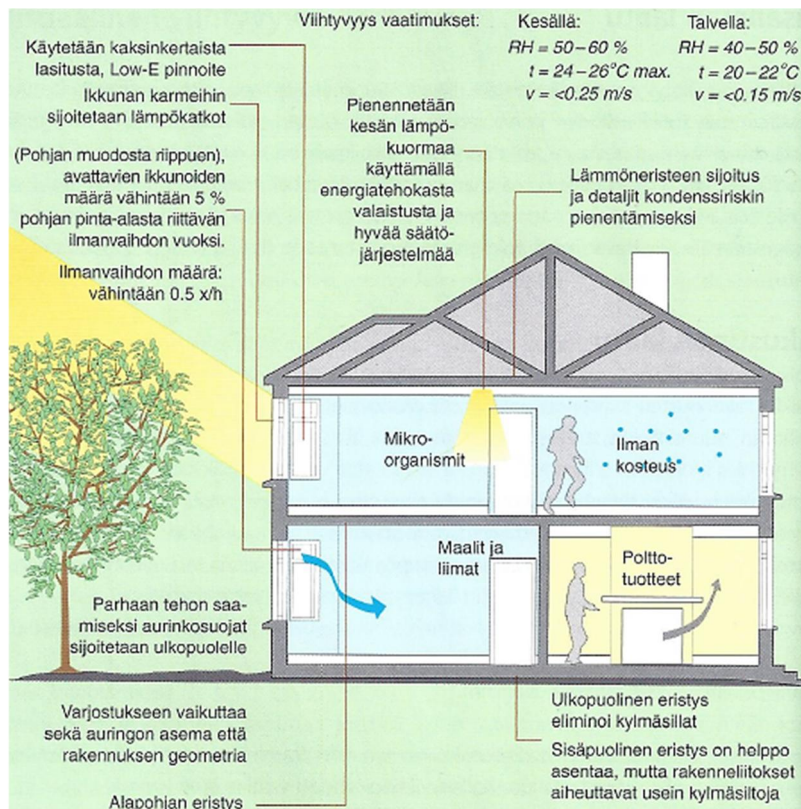 Viihtyvyys vaatimukset:
Kesällä:
RH = 50–60 %
t = 24–26°C max.
v = <0.25 m/s
Talvella:
RH = 40–50 %
t = 20–22°C
v = <0.15 m/s
Käytetään kaksinkertaista
lasitusta, Low-E pinnoite
Ikkunan karmeihin
sijoitetaan lämpökatkot
(Pohjan muodosta riippuen),
avattavien ikkunoiden
määrä vähintään 5 %
pohjan pinta-alasta riittävän
ilmanvaihdon vuoksi.
Ilmanvaihdon määrä:
vähintään 0.5 x/h
Pienennetään
kesän lämpö-
kuormaa
käyttämällä
energiatehokasta
valaistusta ja
hyvää säätö-
järjestelmää
Lämmöneristeen sijoitus
ja detaljit kondenssiriskin
pienentämiseksi
Mikro-
organismit
Ilman
kosteus
Maalit ja
liimat
Poltto-
tuotteet
Parhaan tehon saa-
miseksi aurinkosuojat
sijoitetaan ulkopuolelle
Varjostukseen vaikuttaa
sekä auringon asema että
rakennuksen geometria
Alapohjan eristys
Ulkopuolinen eristys
eliminoi kylmäsillat
Sisäpuolinen eristys on helppo
asentaa, mutta rakenneliitokset
aiheuttavat usein kylmäsiltoja